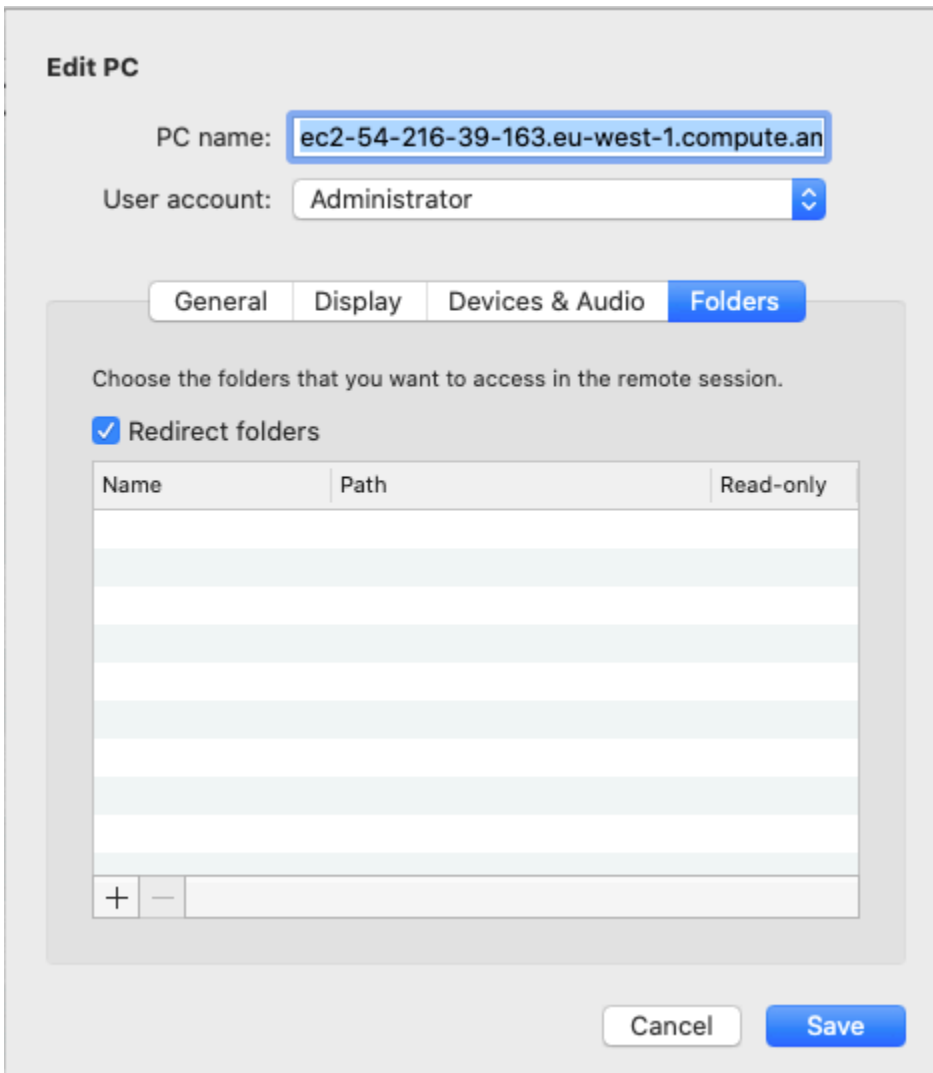 Edit PC
PC name: ec2-54-216-39-163.eu-west-1.compute.am
User account: Administrator
General Display Devices & Audio Folders
Choose the folders that you want to access in the remote session.
Redirect folders
Name Path Read-only
+ −
Cancel Save